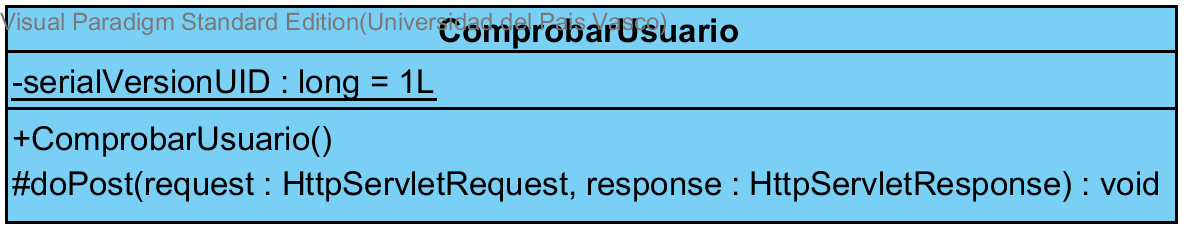 Visual Paradigm Standard Edition(Universidad del Pais Vasco)
ComprobarUsuario
-serialVersionUID : long = 1L
+ComprobarUsuario()
#doPost(request : HttpServletRequest, response : HttpServletResponse) : void